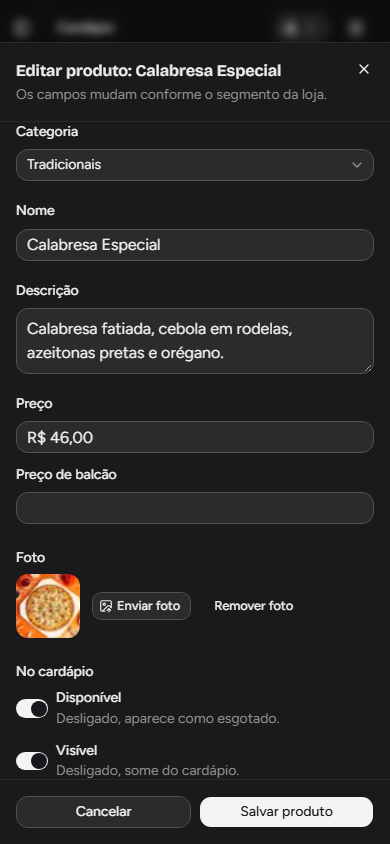 Cardápio
Editar produto: Calabresa Especial
Os campos mudam conforme o segmento da loja.
Categoria
Tradicionais
Nome
Calabresa Especial
Descrição
Calabresa fatiada, cebola em rodelas,
azeitonas pretas e orégano.
Preço
R$ 46,00
Preço de balcão
Foto
Enviar foto
Remover foto
No cardápio
Disponível
Desligado, aparece como esgotado.
Visível
Desligado, some do cardápio.
Cancelar
Salvar produto